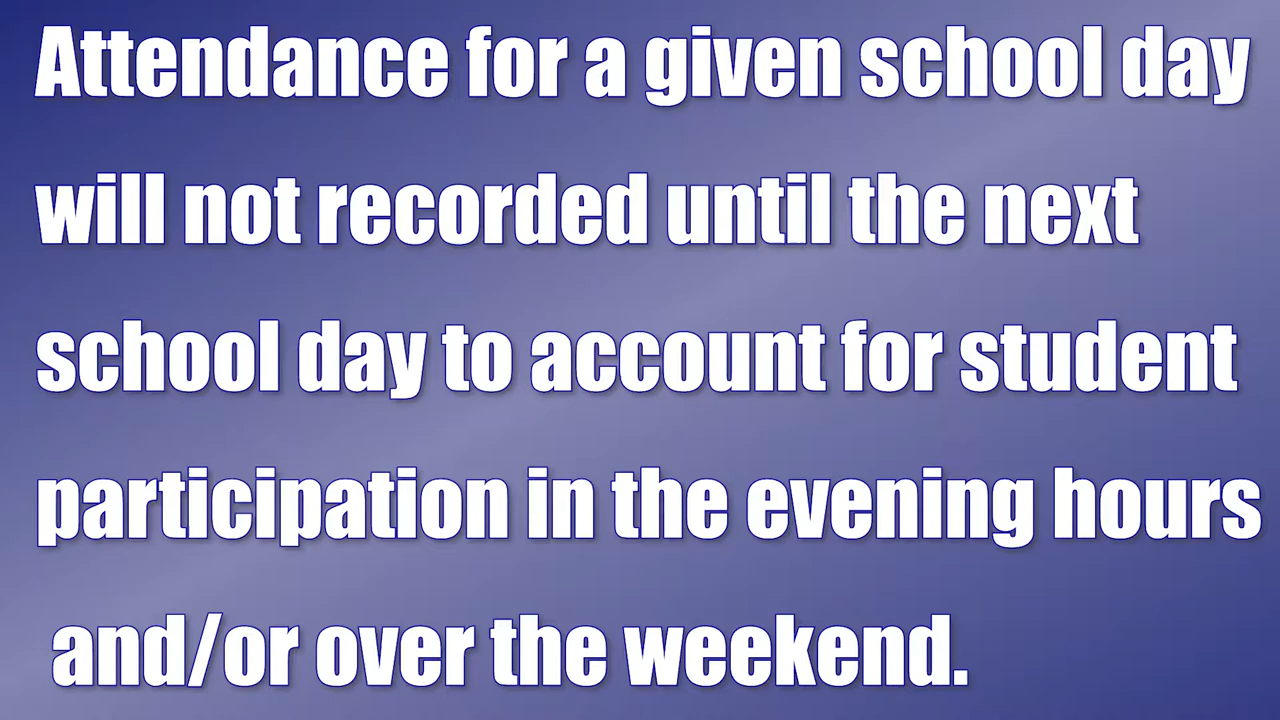 Attendance for a given school day
will not recorded until the next
school day to account for student
participation in the evening hours
and/or over the weekend.